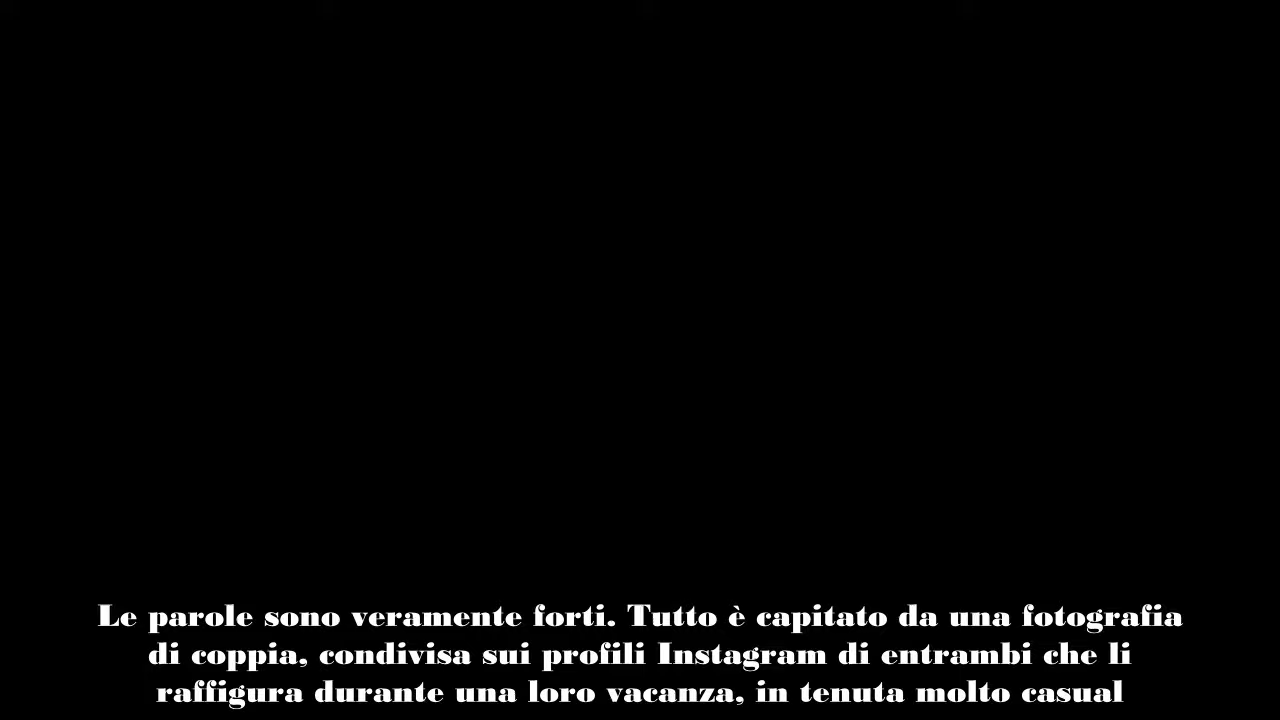 Le parole sono veramente forti. Tutto è capitato da una fotografia
di coppia, condivisa sui profili Instagram di entrambi che li
raffigura durante una loro vacanza, in tenuta molto casual